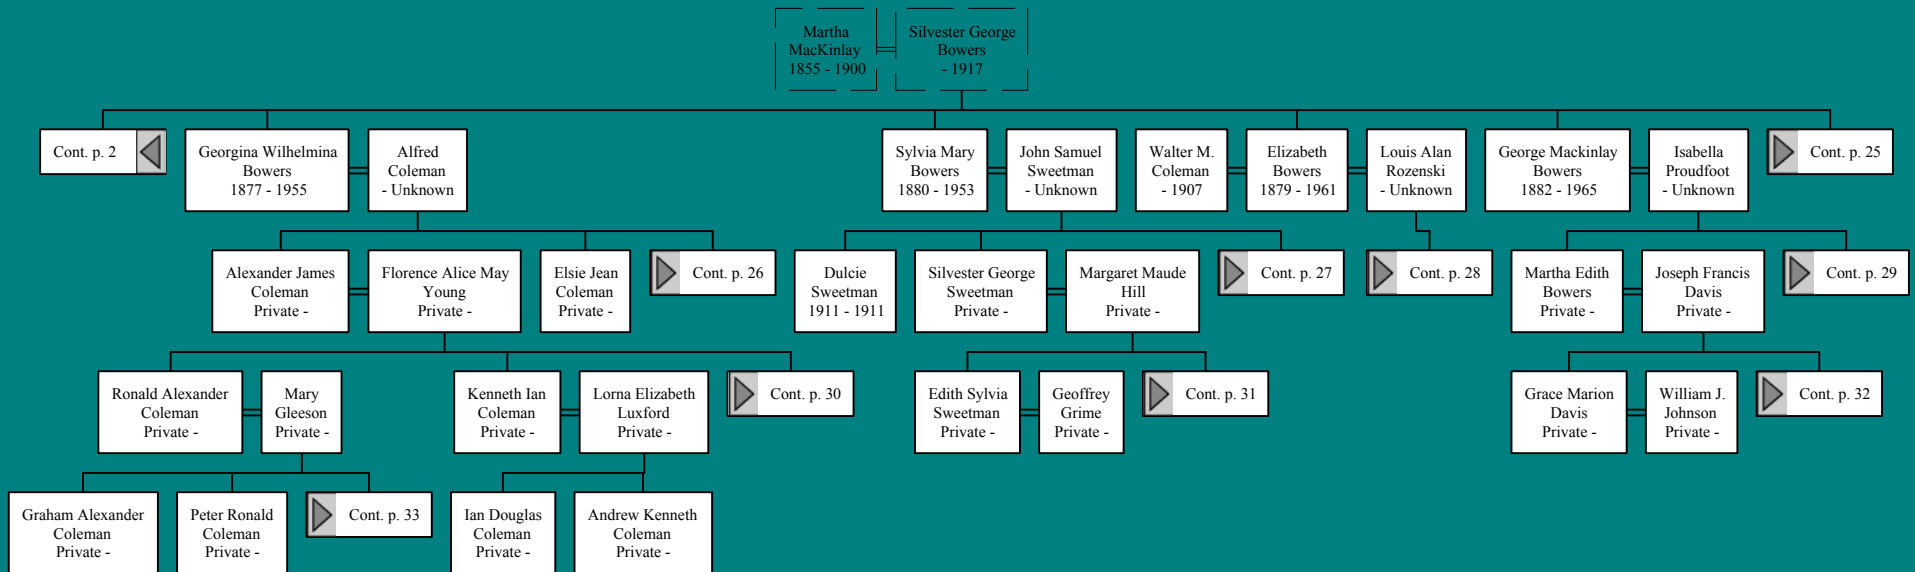 Martha
MacKinlay
1855 - 1900
Silvester George
Bowers
- 1917
Cont. p. 2
Georgina Wilhelmina
Bowers
1877 - 1955
Alfred
Coleman
- Unknown
Sylvia Mary
Bowers
1880 - 1953
John Samuel
Sweetman
- Unknown
Walter M.
Coleman
- 1907
Elizabeth
Bowers
1879 - 1961
Louis Alan
Rozenski
- Unknown
George Mackinlay
Bowers
1882 - 1965
Isabella
Proudfoot
- Unknown
Cont. p. 25
Alexander James
Coleman
Private -
Florence Alice May
Young
Private -
Elsie Jean
Coleman
Private -
Cont. p. 26
Dulcie
Sweetman
1911 - 1911
Silvester George
Sweetman
Private -
Margaret Maude
Hill
Private -
Cont. p. 27
Cont. p. 28
Martha Edith
Bowers
Private -
Joseph Francis
Davis
Private -
Cont. p. 29
Ronald Alexander
Coleman
Private -
Mary
Gleeson
Private -
Kenneth Ian
Coleman
Private -
Lorna Elizabeth
Luxford
Private -
Cont. p. 30
Edith Sylvia
Sweetman
Private -
Geoffrey
Grime
Private -
Cont. p. 31
Grace Marion
Davis
Private -
William J.
Johnson
Private -
Cont. p. 32
Graham Alexander
Coleman
Private -
Peter Ronald
Coleman
Private -
Cont. p. 33
Ian Douglas
Coleman
Private -
Andrew Kenneth
Coleman
Private -